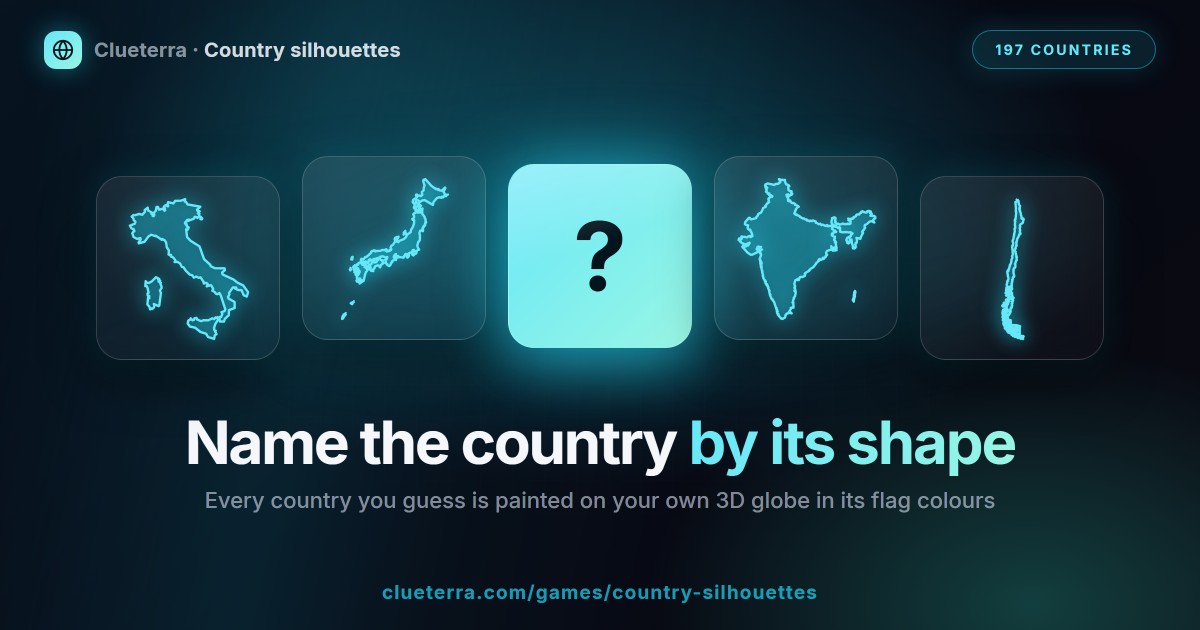 Clueterra · Country silhouettes
197 COUNTRIES
?
Name the country by its shape
Every country you guess is painted on your own 3D globe in its flag colours
clueterra.com/games/country-silhouettes